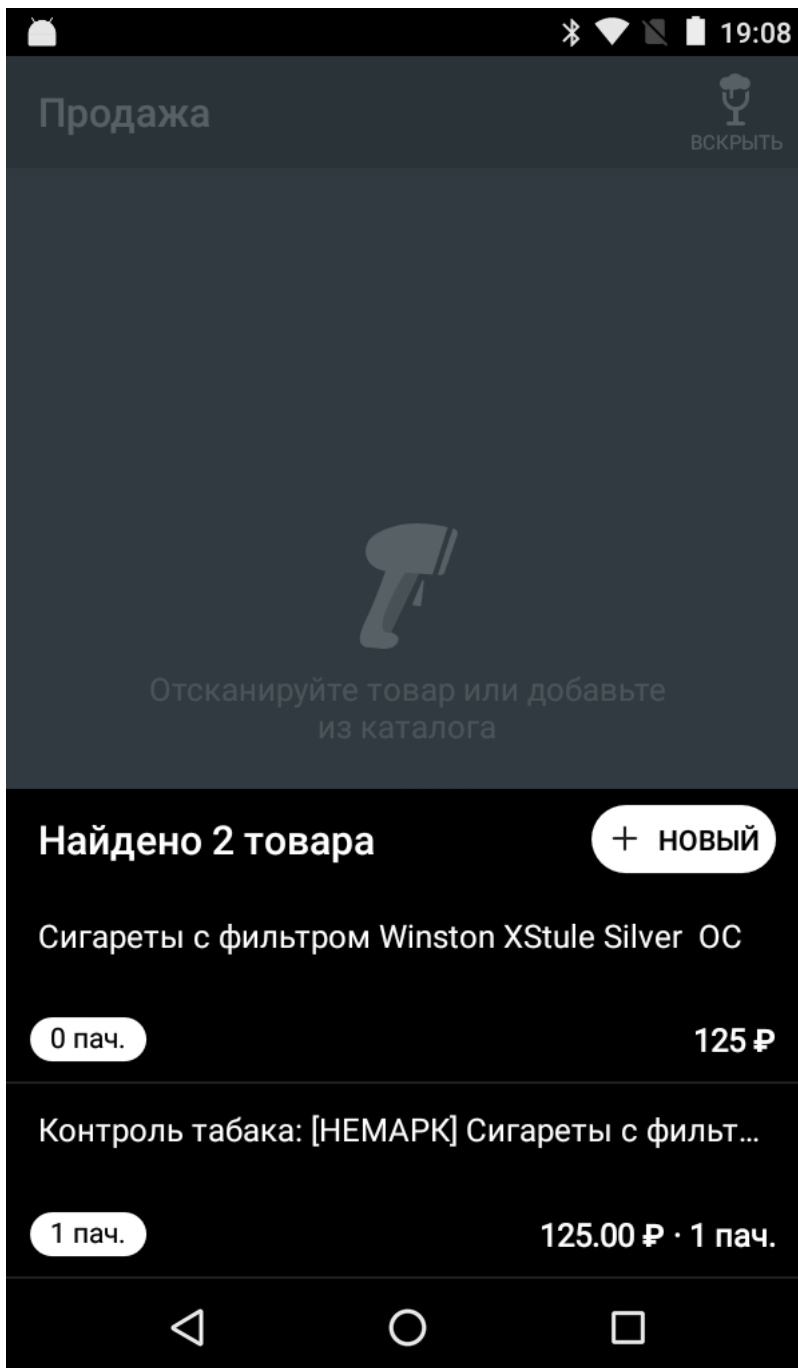 19:08
Продажа
ВСКРЫТЬ
Отсканируйте товар или добавьте
из каталога
Найдено 2 товара
+ НОВЫЙ
Сигареты с фильтром Winston XStule Silver ОС
0 пач.
125 ₽
Контроль табака: [НЕМАРК] Сигареты с фильт...
1 пач.
125.00 ₽ · 1 пач.